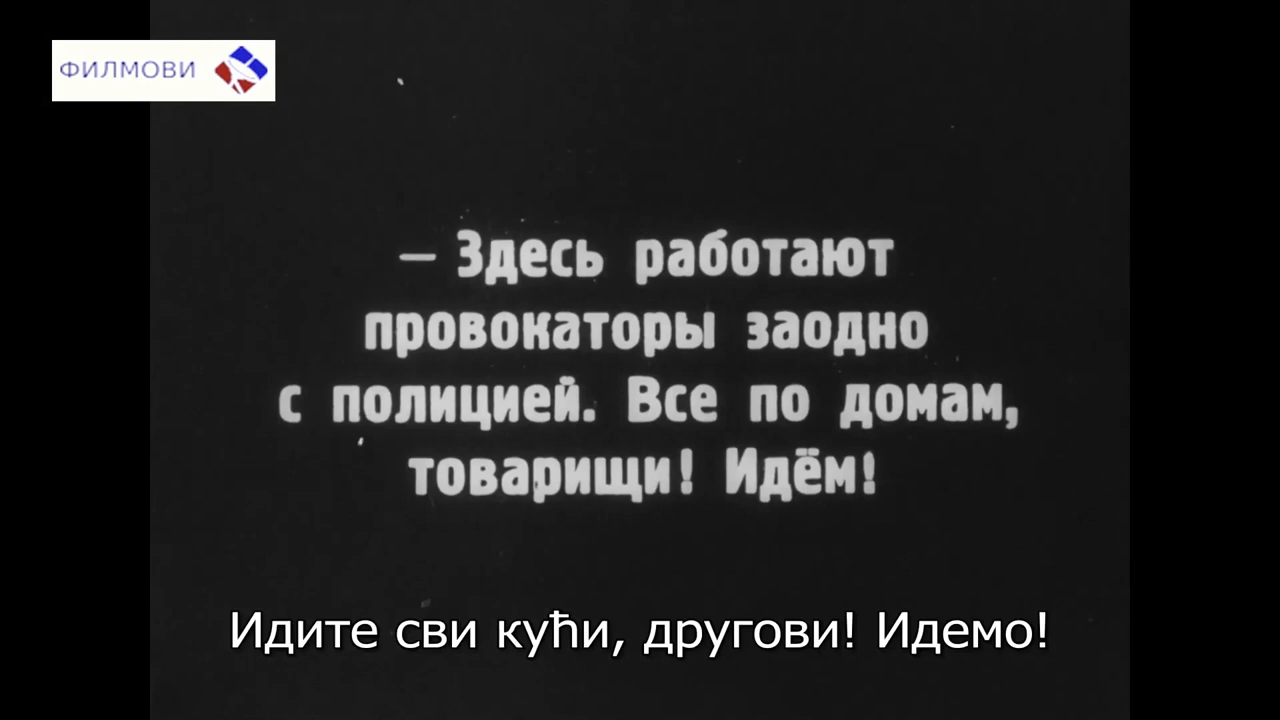 ФИЛМОВИ
— Здесь работают
провокаторы заодно
с полицией. Все по домам,
товарищи! Идём!
Идите сви кући, другови! Идемо!